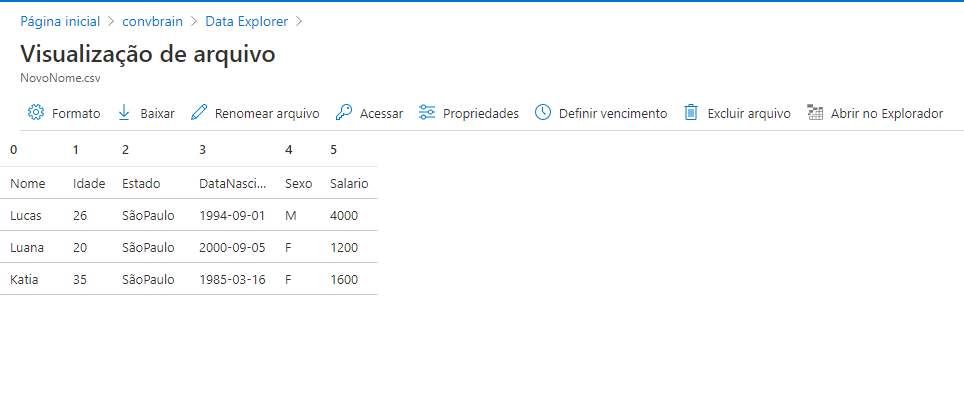 Página inicial > convbrain > Data Explorer >
Visualização de arquivo
NovoNome.csv
Formato Baixar Renomear arquivo Acessar Propriedades Definir vencimento Excluir arquivo Abrir no Explorador
0 1 2 3 4 5
Nome Idade Estado DataNasci... Sexo Salario
Lucas 26 SãoPaulo 1994-09-01 M 4000
Luana 20 SãoPaulo 2000-09-05 F 1200
Katia 35 SãoPaulo 1985-03-16 F 1600